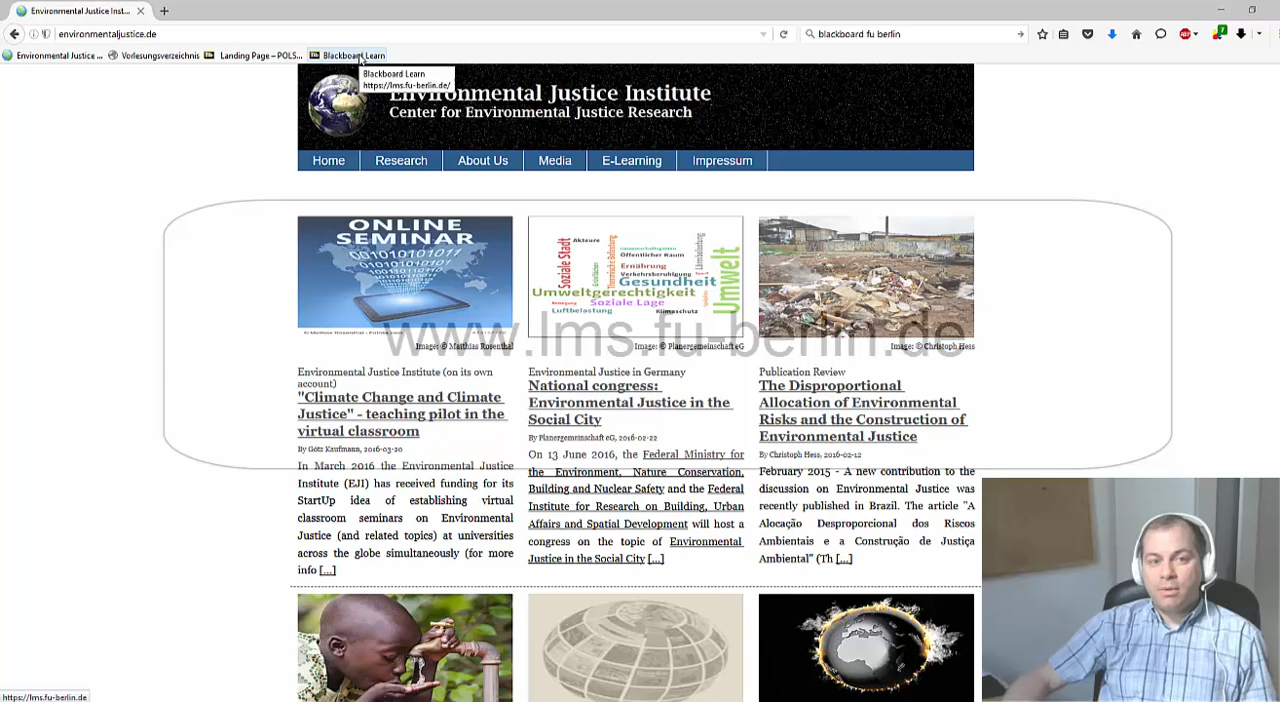 Environmental Justice Inst...
environmentaljustice.de
blackboard fu berlin
Environmental Justice ...
Vorlesungsverzeichnis
Landing Page – POLS...
Blackboard Learn
Blackboard Learn
https://lms.fu-berlin.de/
Environmental Justice Institute
Center for Environmental Justice Research
Home
Research
About Us
Media
E-Learning
Impressum
ONLINE
SEMINAR
Soziale Stadt
Akteure
Öffentlicher Raum
Ernährung
Verkehrsberuhigung
Gesundheit
Umweltgerechtigkeit
Soziale Lage
Luftbelastung
Klimaschutz
Umwelt
www.lms.fu-berlin.de
Image: © Matthias Rosenthal
Image: © Planergemeinschaft eG
Image: © Christoph Hess
Environmental Justice Institute (on its own
account)
"Climate Change and Climate
Justice" - teaching pilot in the
virtual classroom
By Götz Kaufmann, 2016-03-20
In March 2016 the Environmental Justice
Institute (EJI) has received funding for its
StartUp idea of establishing virtual
classroom seminars on Environmental
Justice (and related topics) at universities
across the globe simultaneously (for more
info [...]
Environmental Justice in Germany
National congress:
Environmental Justice in the
Social City
By Planergemeinschaft eG, 2016-02-22
On 13 June 2016, the Federal Ministry for
the Environment, Nature Conservation,
Building and Nuclear Safety and the Federal
Institute for Research on Building, Urban
Affairs and Spatial Development will host a
congress on the topic of Environmental
Justice in the Social City [...]
Publication Review
The Disproportional
Allocation of Environmental
Risks and the Construction of
Environmental Justice
By Christoph Hess, 2016-02-12
February 2015 - A new contribution to the
discussion on Environmental Justice was
recently published in Brazil. The article "A
Alocação Desproporcional dos Riscos
Ambientais e a Construção de Justiça
Ambiental" (Th [...]
https://lms.fu-berlin.de